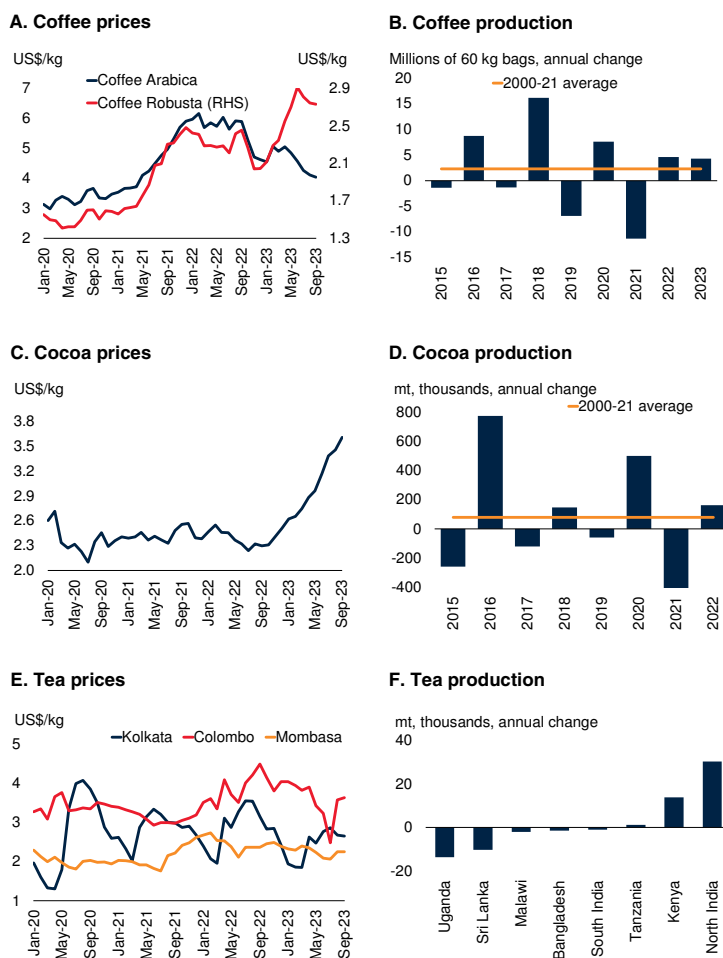 A. Coffee prices
US$/kg
US$/kg
Coffee Arabica
Coffee Robusta (RHS)
7
6
5
4
3
2
2.9
2.5
2.1
1.7
1.3
Jan-20
May-20
Sep-20
Jan-21
May-21
Sep-21
Jan-22
May-22
Sep-22
Jan-23
May-23
Sep-23
B. Coffee production
Millions of 60 kg bags, annual change
2000-21 average
20
15
10
5
0
-5
-10
-15
2015
2016
2017
2018
2019
2020
2021
2022
2023
C. Cocoa prices
US$/kg
3.8
3.5
3.2
2.9
2.6
2.3
2.0
Jan-20
May-20
Sep-20
Jan-21
May-21
Sep-21
Jan-22
May-22
Sep-22
Jan-23
May-23
Sep-23
D. Cocoa production
mt, thousands, annual change
2000-21 average
800
600
400
200
0
-200
-400
2015
2016
2017
2018
2019
2020
2021
2022
E. Tea prices
US$/kg
Kolkata
Colombo
Mombasa
5
4
3
2
1
Jan-20
May-20
Sep-20
Jan-21
May-21
Sep-21
Jan-22
May-22
Sep-22
Jan-23
May-23
Sep-23
F. Tea production
mt, thousands, annual change
40
20
0
-20
Uganda
Sri Lanka
Malawi
Bangladesh
South India
Tanzania
Kenya
North India